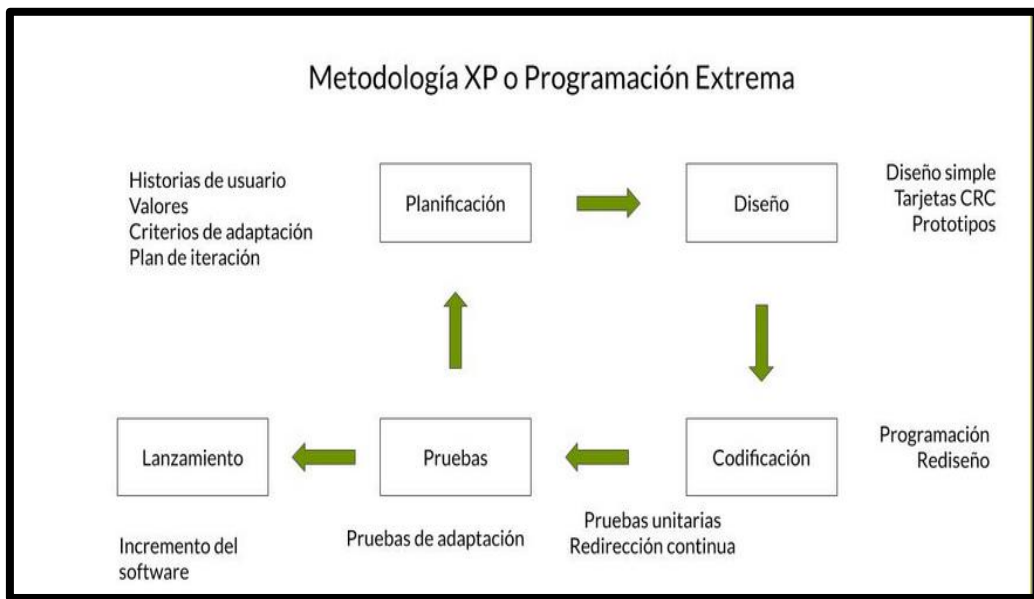 Metodología XP o Programación Extrema
Historias de usuario
Valores
Criterios de adaptación
Plan de iteración
Planificación
Diseño
Diseño simple
Tarjetas CRC
Prototipos
Lanzamiento
Pruebas
Codificación
Programación
Rediseño
Incremento del
software
Pruebas de adaptación
Pruebas unitarias
Redirección continua